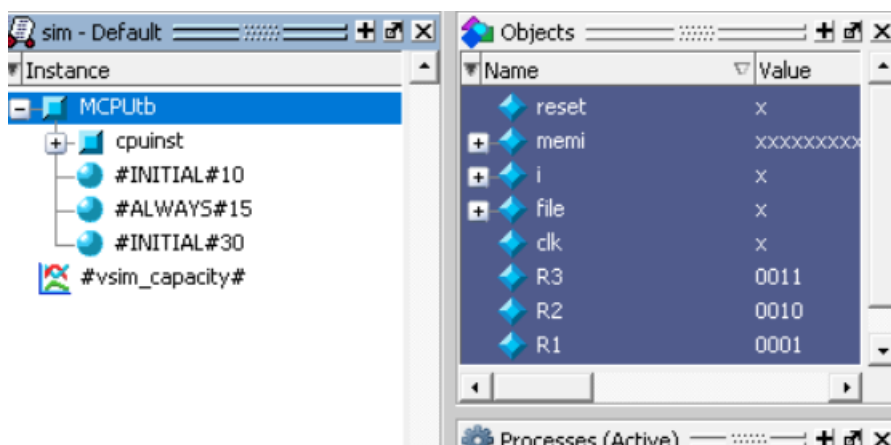 sim - Default
Instance
MCPUtb
cpuinst
#INITIAL#10
#ALWAYS#15
#INITIAL#30
#vsim_capacity#
Objects
Name Value
reset x
memi xxxxxxxxxx
i x
file x
clk x
R3 0011
R2 0010
R1 0001
Processes (Active)